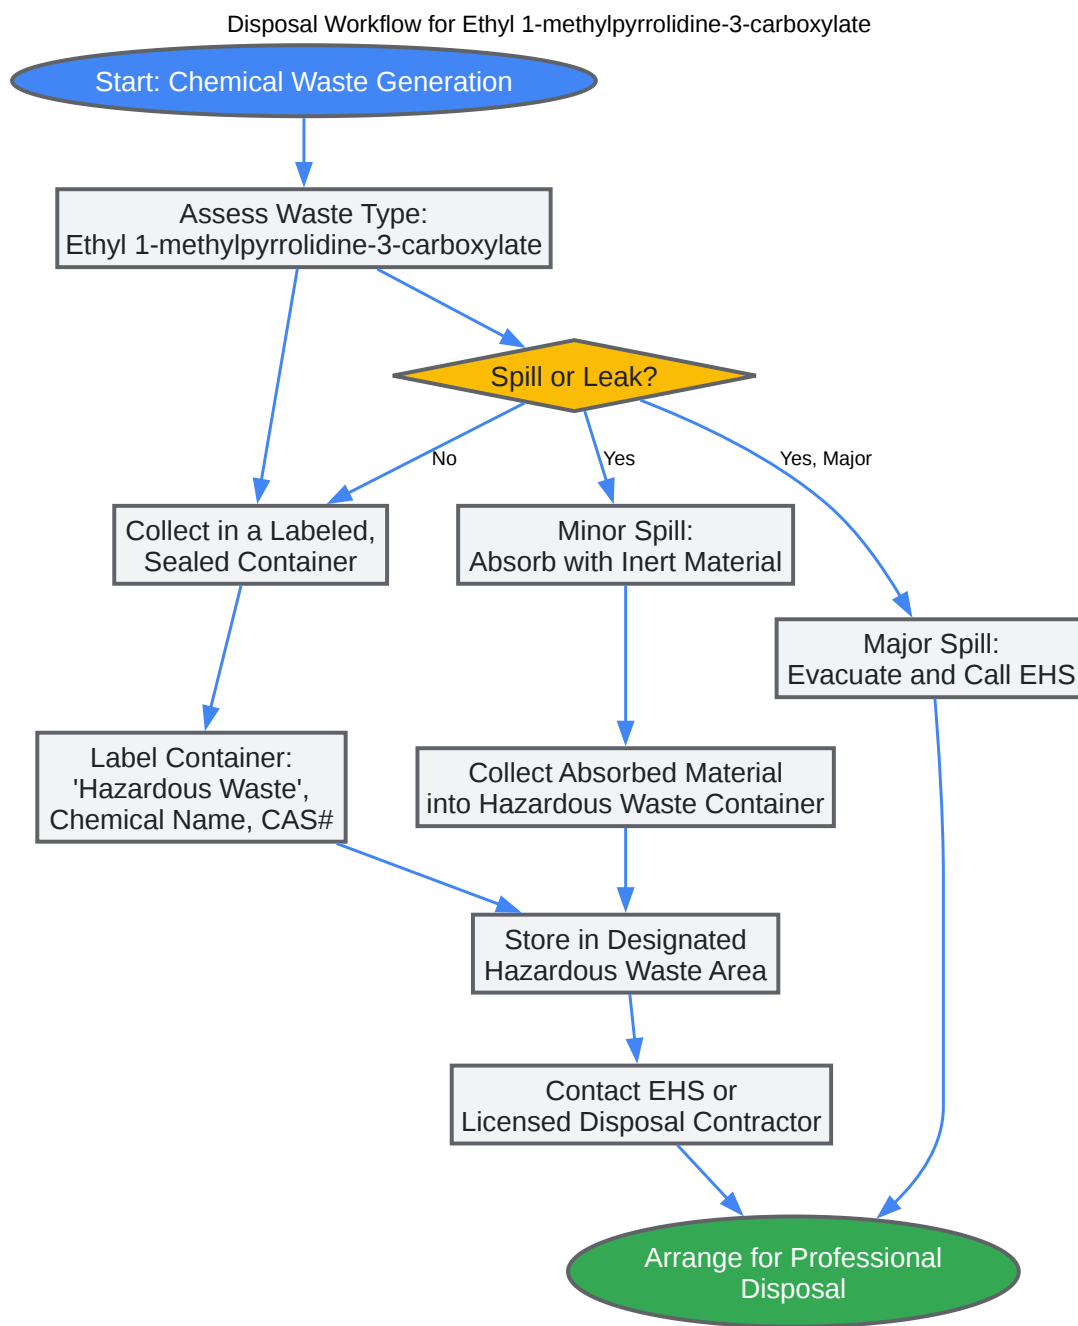 Disposal Workflow for Ethyl 1-methylpyrrolidine-3-carboxylate
Start: Chemical Waste Generation
Assess Waste Type:
Ethyl 1-methylpyrrolidine-3-carboxylate
Spill or Leak?
No
Yes
Yes, Major
Collect in a Labeled,
Sealed Container
Minor Spill:
Absorb with Inert Material
Major Spill:
Evacuate and Call EHS
Label Container:
'Hazardous Waste',
Chemical Name, CAS#
Collect Absorbed Material
into Hazardous Waste Container
Store in Designated
Hazardous Waste Area
Contact EHS or
Licensed Disposal Contractor
Arrange for Professional
Disposal